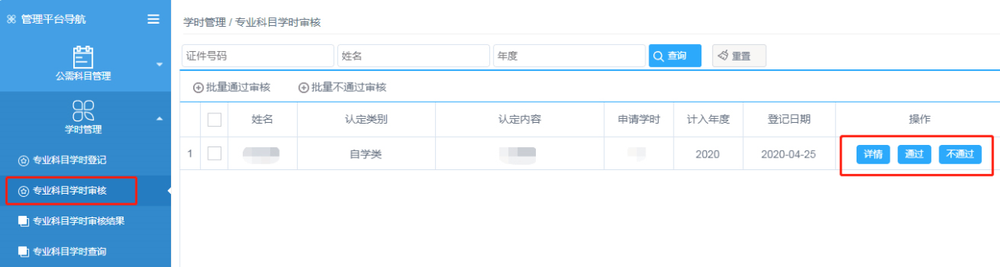 管理平台导航
公需科目管理
学时管理
专业科目学时登记
专业科目学时审核
专业科目学时审核结果
专业科目学时查询
学时管理 / 专业科目学时审核
证件号码 姓名 年度 查询 重置
批量通过审核 批量不通过审核
姓名 认定类别 认定内容 申请学时 计入年度 登记日期 操作
1 自学类 2020 2020-04-25 详情 通过 不通过